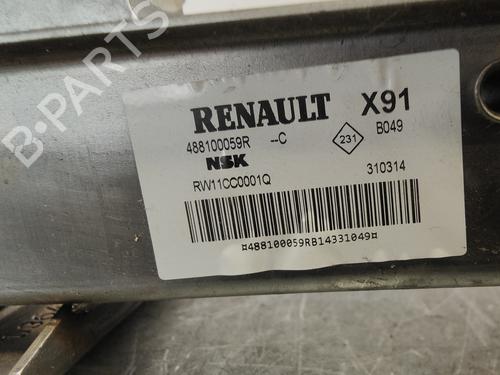 B-PARTS
RENAULT X91
488100059R --C 231 B049
NSK
RW11CC0001Q 310314
¤488100059RB14331049¤